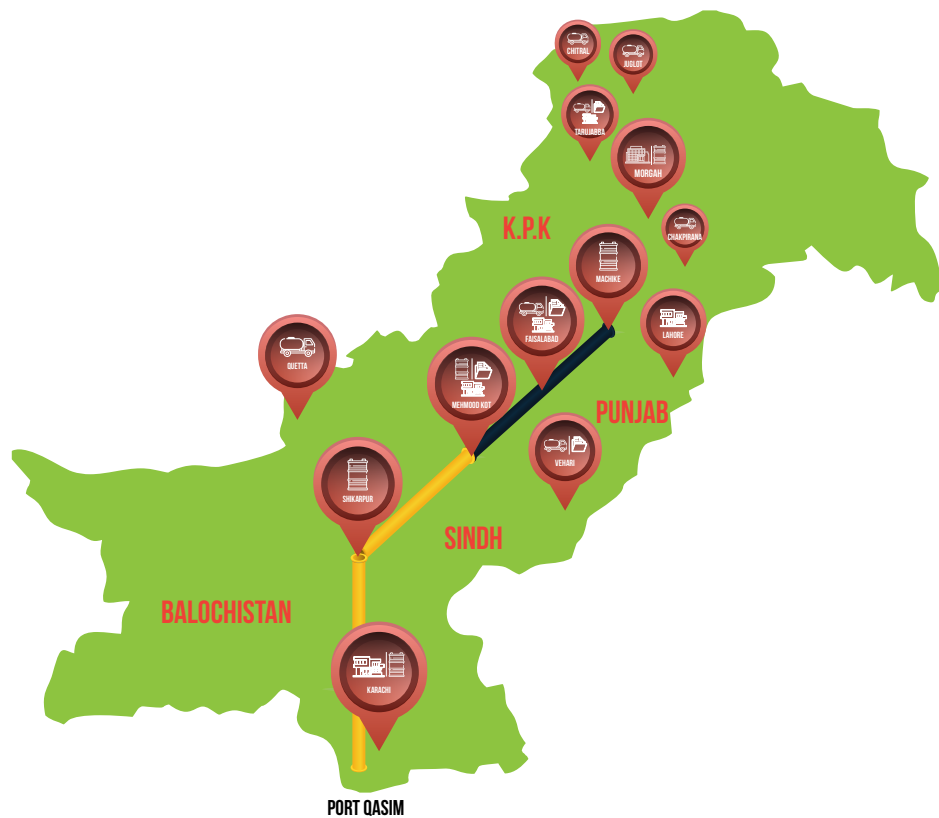 CHITRAL
JUGLOT
TARUJABBA
MORGAH
K.P.K
CHAKPIRANA
MACHIKE
FAISALABAD
LAHORE
QUETTA
MEHMOOD KOT
PUNJAB
VEHARI
SHIKARPUR
SINDH
BALOCHISTAN
KARACHI
PORT QASIM